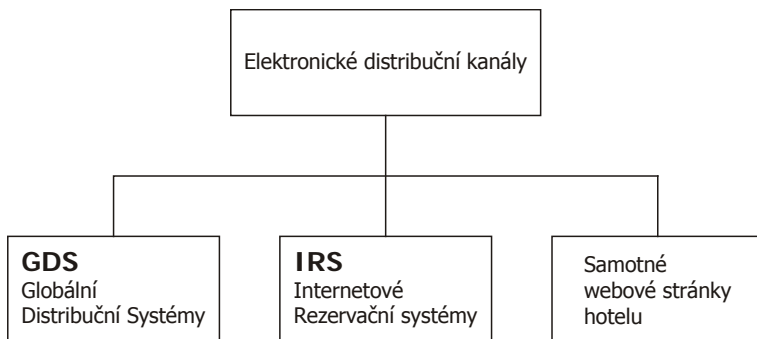 Elektronické distribuční kanály
GDS
Globální
Distribuční Systémy
IRS
Internetové
Rezervační systémy
Samotné
webové stránky
hotelu